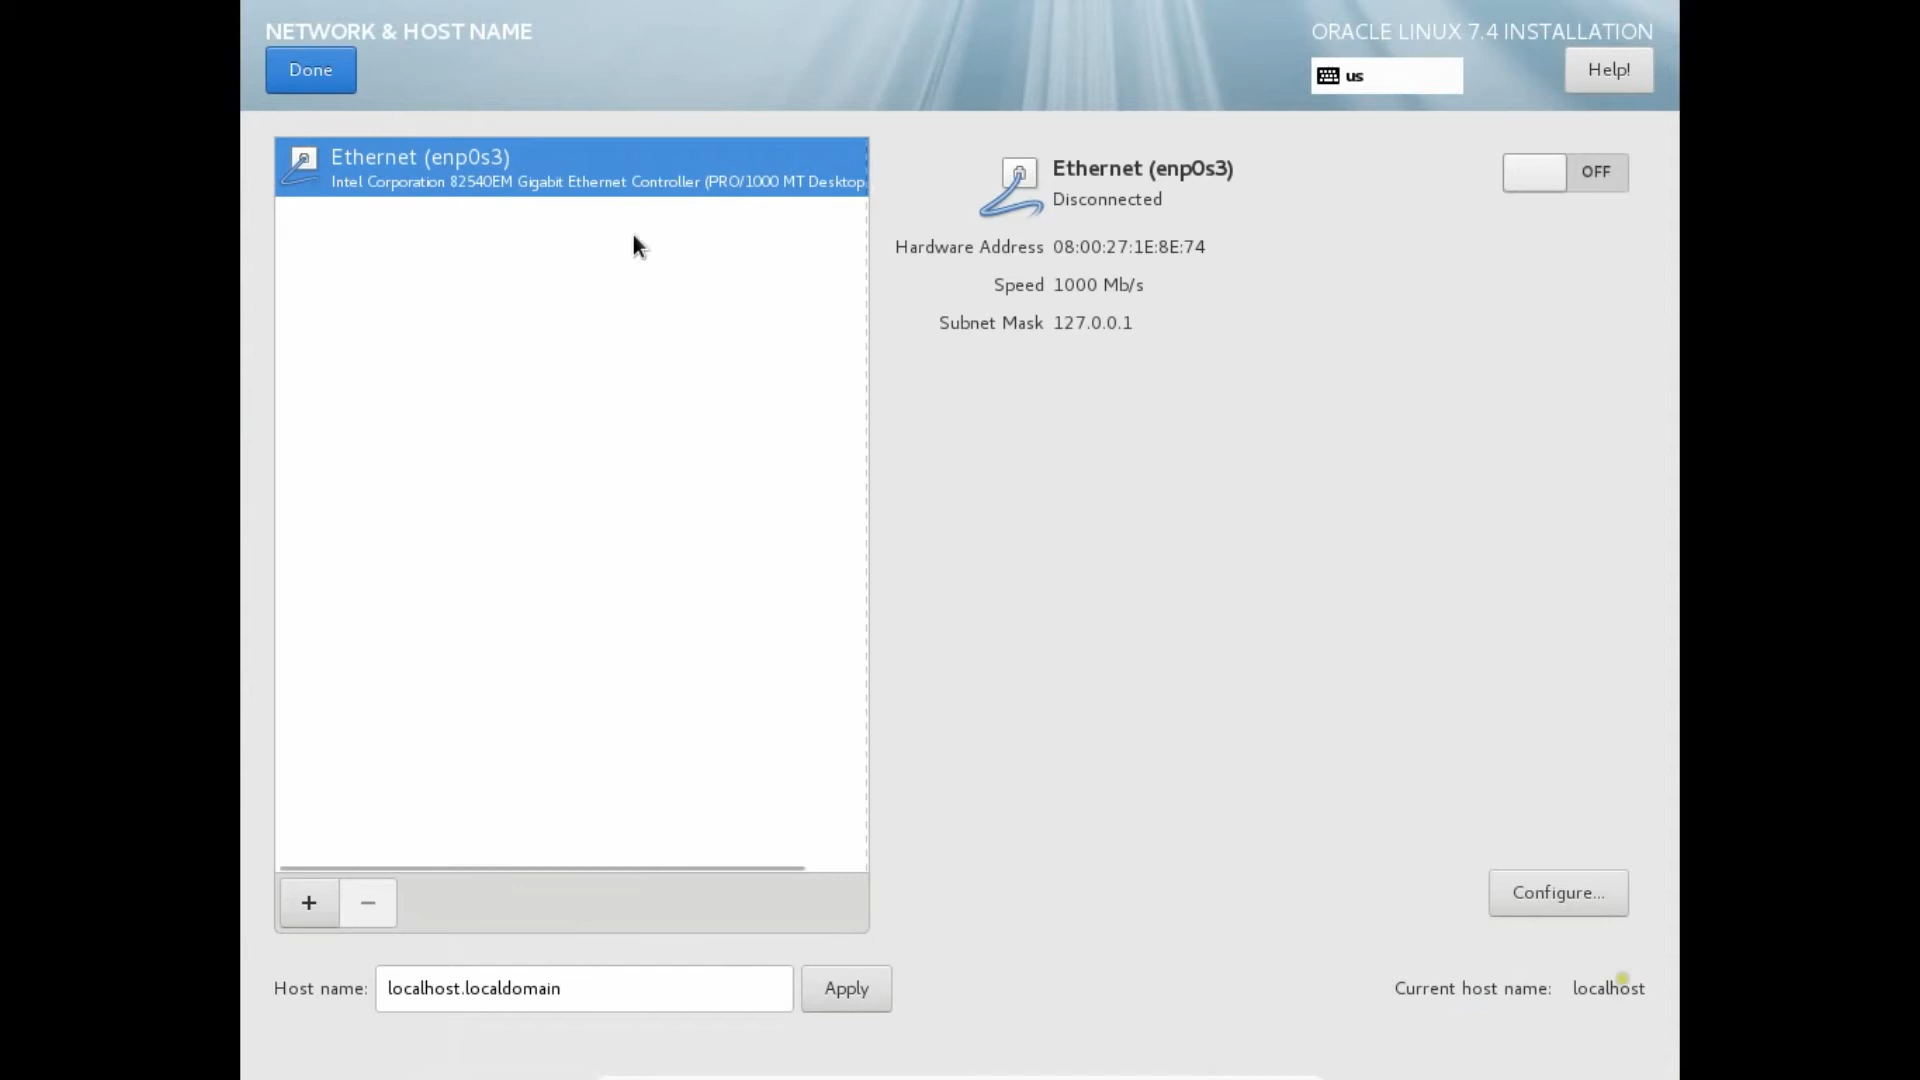 NETWORK & HOST NAME
ORACLE LINUX 7.4 INSTALLATION
Done
us
Help!
Ethernet (enp0s3)
Intel Corporation 82540EM Gigabit Ethernet Controller (PRO/1000 MT Desktop
Ethernet (enp0s3)
Disconnected
OFF
Hardware Address 08:00:27:1E:8E:74
Speed 1000 Mb/s
Subnet Mask 127.0.0.1
+
−
Configure...
Host name: localhost.localdomain
Apply
Current host name: localhost